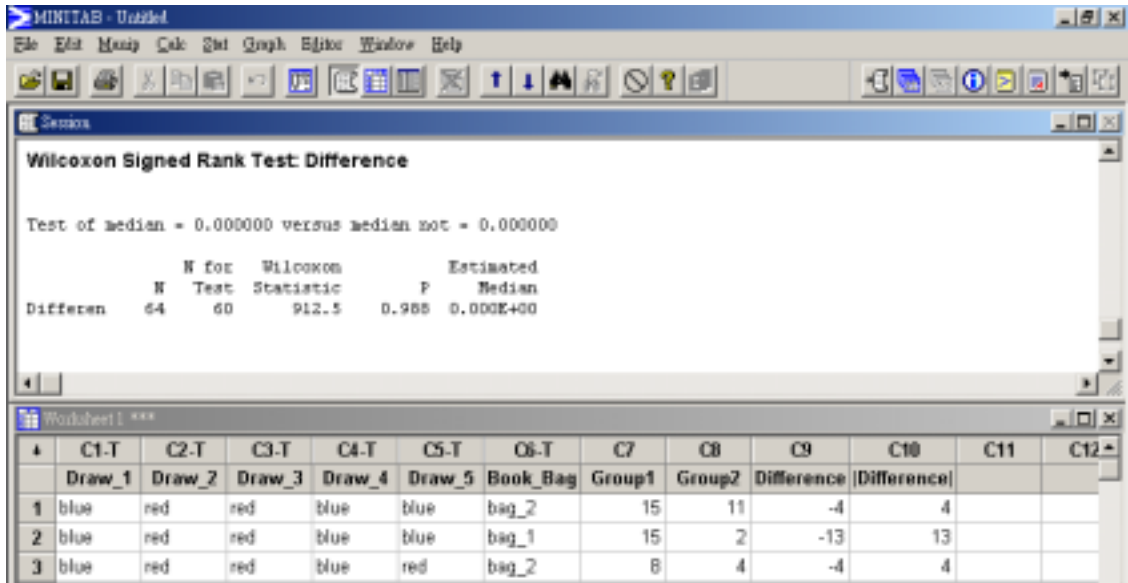 MINITAB - Untitled
File Edit Manip Calc Stat Graph Editor Window Help
Session
Wilcoxon Signed Rank Test: Difference
Test of median = 0.000000 versus median not = 0.000000
N for Wilcoxon Estimated
N Test Statistic P Median
Differen 64 60 912.5 0.988 0.000E+00
Worksheet 1 ***
C1-T C2-T C3-T C4-T C5-T C6-T C7 C8 C9 C10 C11 C12
Draw_1 Draw_2 Draw_3 Draw_4 Draw_5 Book_Bag Group1 Group2 Difference |Difference|
1 blue red red blue blue bag_2 15 11 -4 4
2 blue red red blue blue bag_1 15 2 -13 13
3 blue red red blue red bag_2 8 4 -4 4